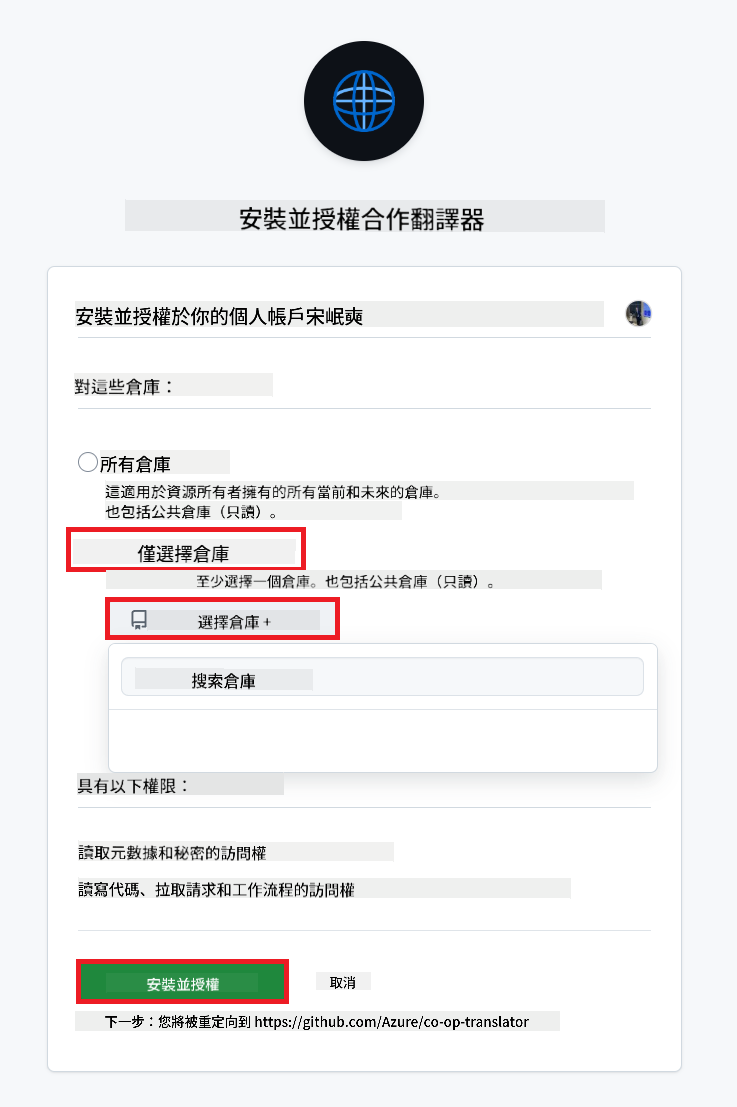 安裝並授權合作翻譯器
安裝並授權於你的個人帳戶宋岷奭
對這些倉庫：
所有倉庫
這適用於資源所有者擁有的所有當前和未來的倉庫。
也包括公共倉庫（只讀）。
僅選擇倉庫
至少選擇一個倉庫。也包括公共倉庫（只讀）。
選擇倉庫 +
搜索倉庫
具有以下權限：
讀取元數據和秘密的訪問權
讀寫代碼、拉取請求和工作流程的訪問權
安裝並授權 取消
下一步：您將被重定向到 https://github.com/Azure/co-op-translator